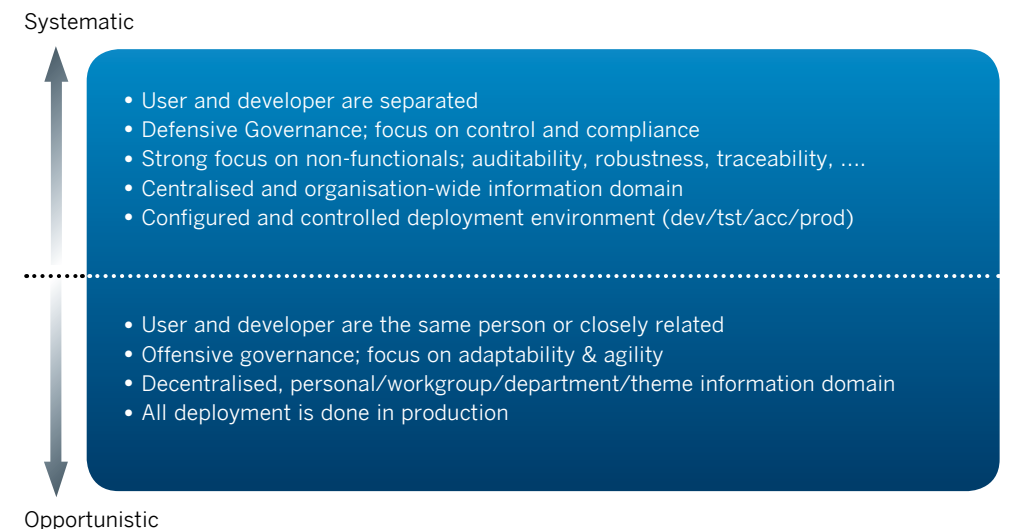 Systematic
• User and developer are separated
• Defensive Governance; focus on control and compliance
• Strong focus on non-functionals; auditability, robustness, traceability, ....
• Centralised and organisation-wide information domain
• Configured and controlled deployment environment (dev/tst/acc/prod)
• User and developer are the same person or closely related
• Offensive governance; focus on adaptability & agility
• Decentralised, personal/workgroup/department/theme information domain
• All deployment is done in production
Opportunistic